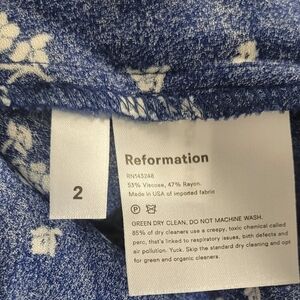 Reformation
RN143248
53% Viscose, 47% Rayon.
Made in USA of imported fabric
P
GREEN DRY CLEAN, DO NOT MACHINE WASH.
85% of dry cleaners use a creepy, toxic chemical called
perc, that's linked to respiratory issues, birth defects and
air pollution. Yuck. Skip the standard dry cleaning and opt
for green and organic cleaners.
2